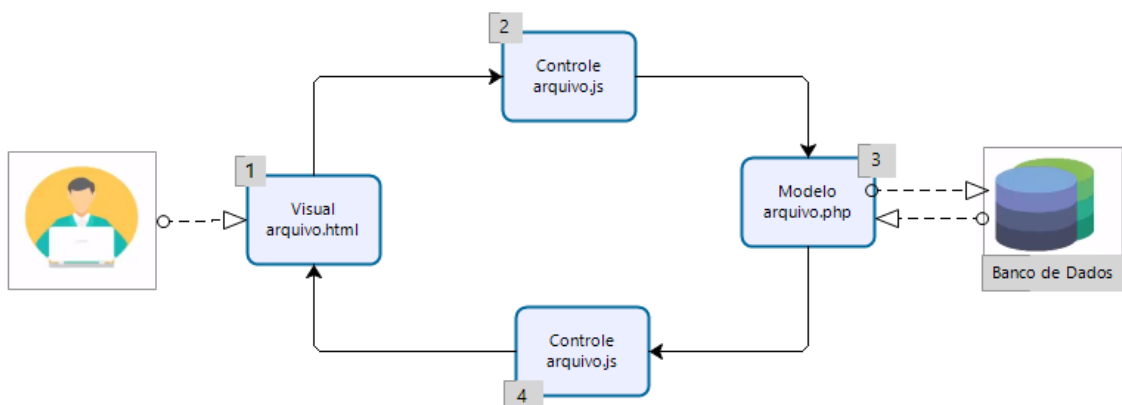 2
Controle
arquivo.js
1
Visual
arquivo.html
3
Modelo
arquivo.php
Banco de Dados
Controle
arquivo.js
4